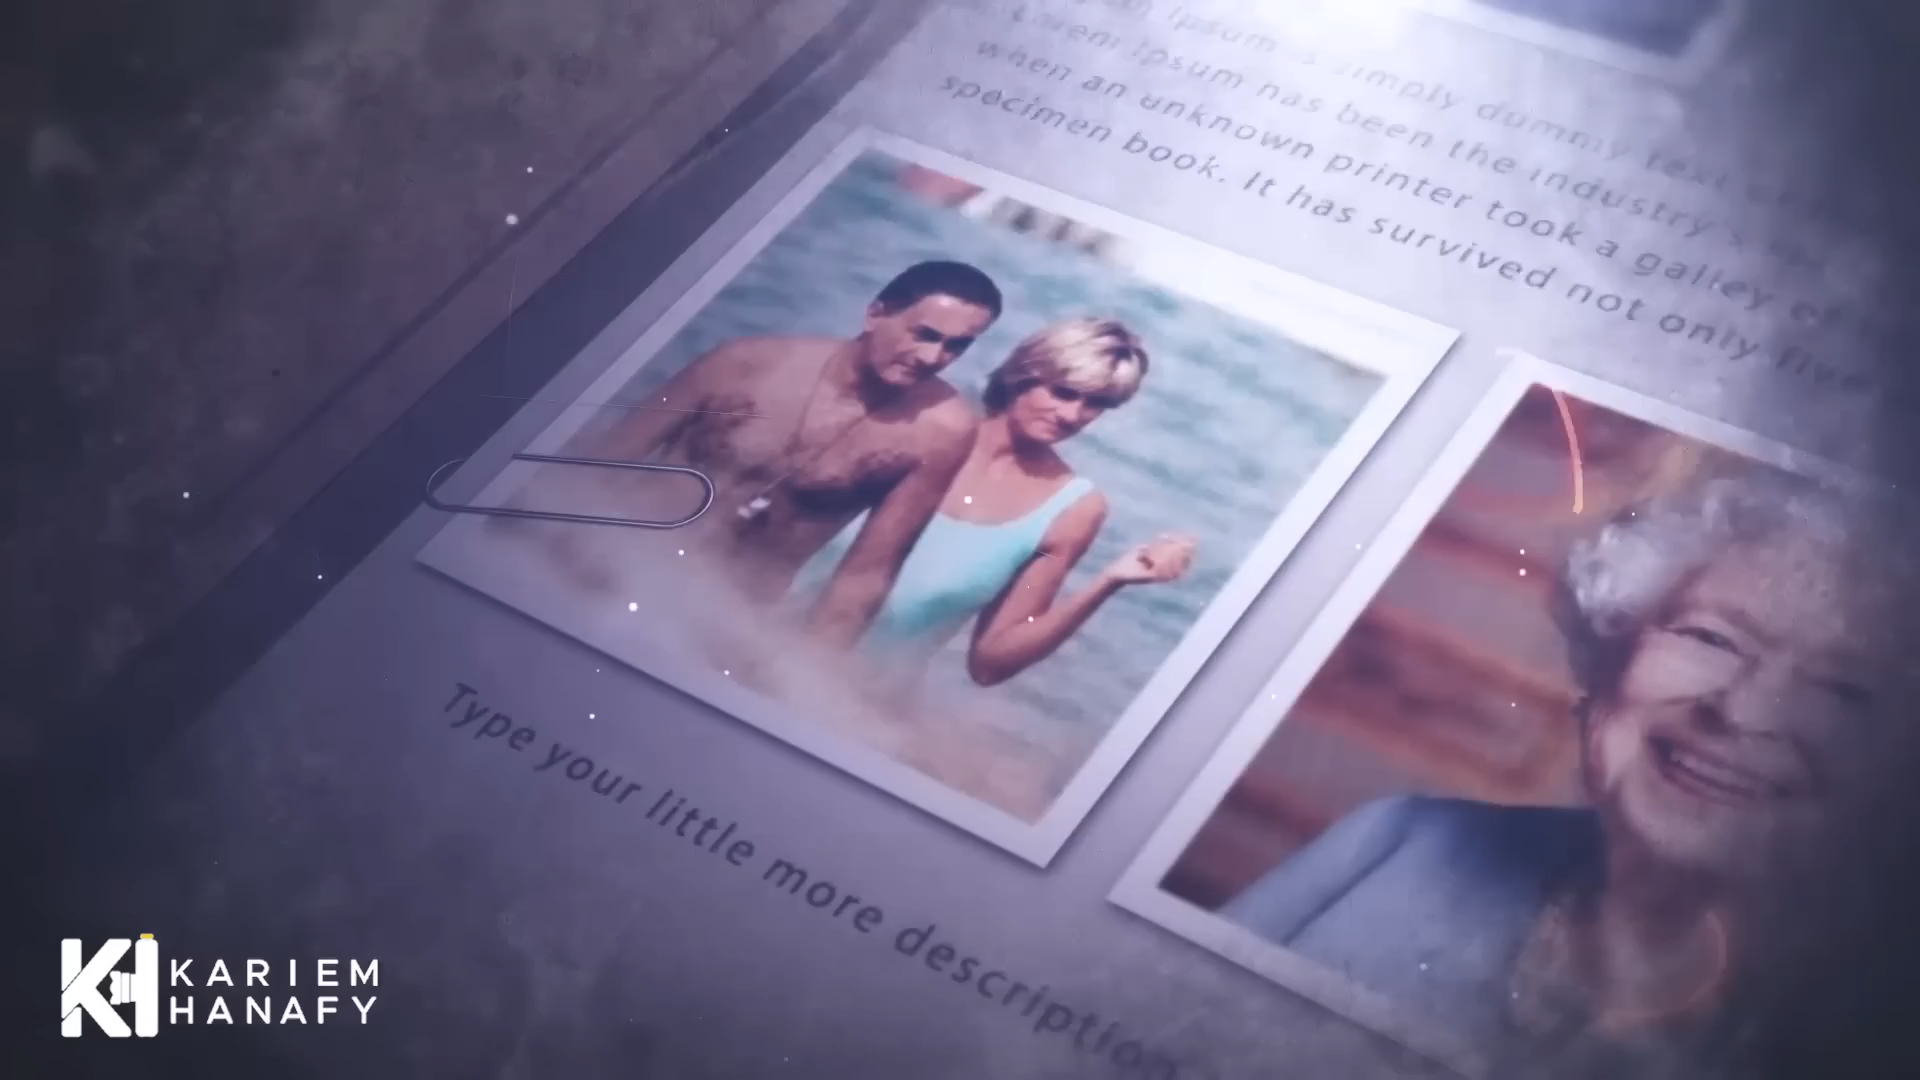 Ipsum is simply dummy text
Lorem Ipsum has been the industry's
when an unknown printer took a galley of
specimen book. It has survived not only five
Type your little more description
KARIEM
HANAFY